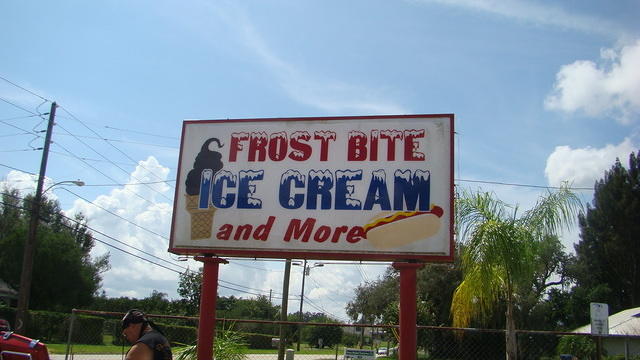 FROST BITE
ICE CREAM
and More